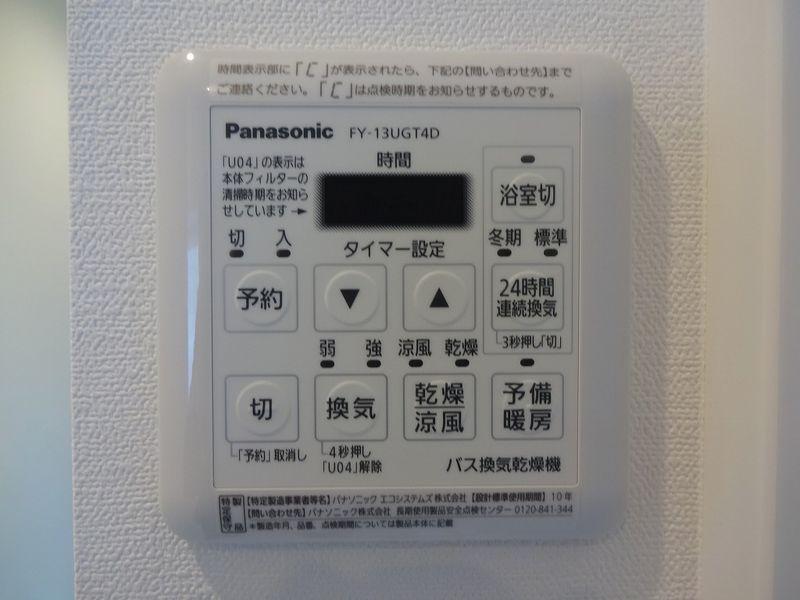 時間表示部に「[」が表示されたら、下記の【問い合わせ先】まで
ご連絡ください。「[」は点検時期をお知らせするものです。
Panasonic FY-13UGT4D
「U04」の表示は
本体フィルターの
清掃時期をお知ら
せしています→
時間
タイマー設定
浴室切
切 入
冬期 標準
予約
▼
▲
24時間
連続換気
3秒押し「切」
弱 強 涼風 乾燥
切
換気
乾燥
涼風
予備
暖房
「予約」取消し
4秒押し
「U04」解除
バス換気乾燥機
特定保守製品
【特定製造事業者等名】パナソニック エコシステムズ株式会社【設計標準使用期間】10年
【問い合わせ先】パナソニック株式会社 長期使用製品安全点検センター 0120-841-344
*製造年月、品番、点検期間については製品本体に記載